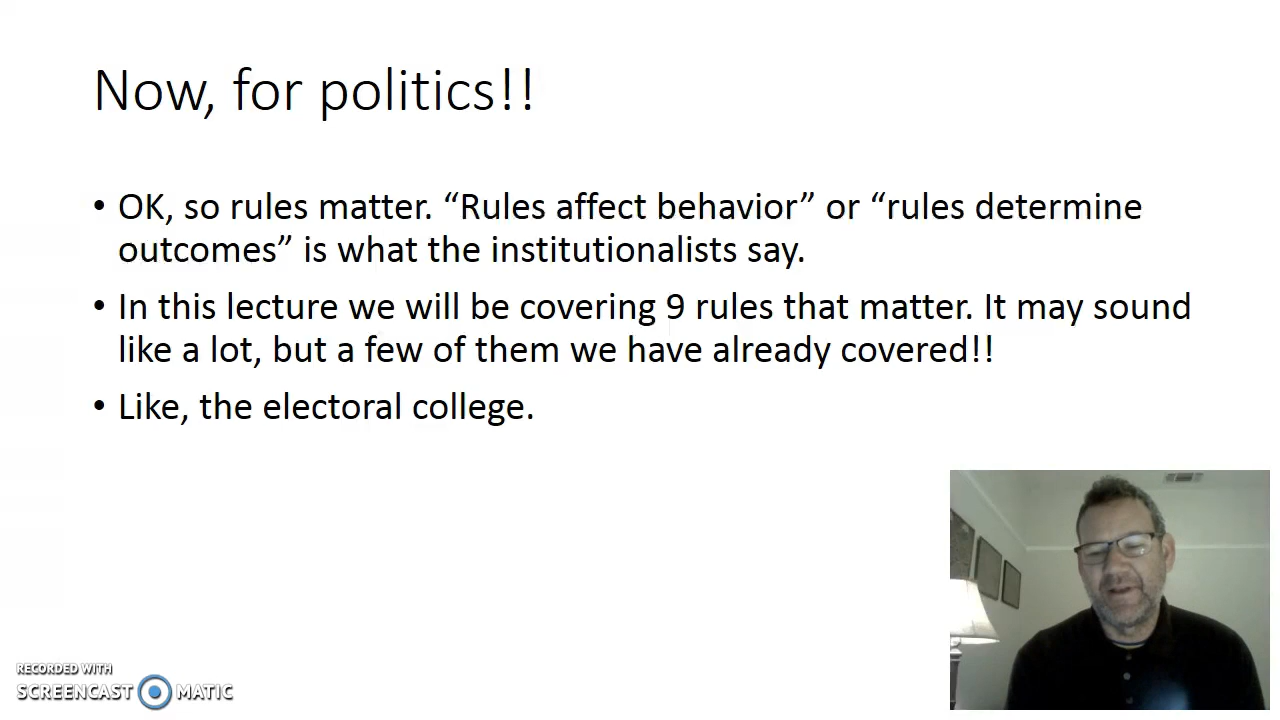 Now, for politics!!
• OK, so rules matter. “Rules affect behavior” or “rules determine
outcomes” is what the institutionalists say.
• In this lecture we will be covering 9 rules that matter. It may sound
like a lot, but a few of them we have already covered!!
• Like, the electoral college.
RECORDED WITH
SCREENCAST MATIC